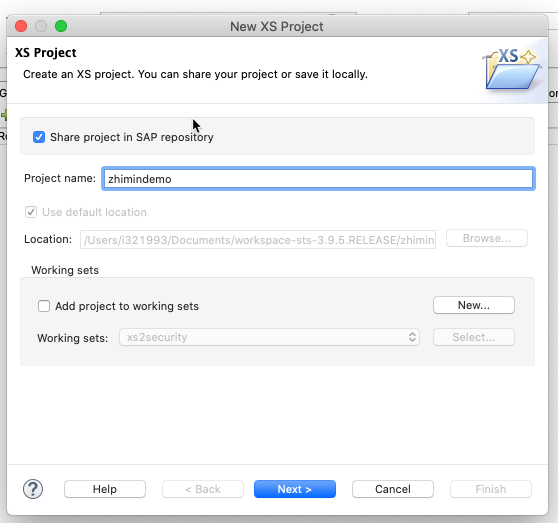 New XS Project
XS Project
Create an XS project. You can share your project or save it locally.
XS
Share project in SAP repository
Project name: zhimindemo
Use default location
Location: /Users/i321993/Documents/workspace-sts-3.9.5.RELEASE/zhimin Browse...
Working sets
Add project to working sets New...
Working sets: xs2security Select...
? Help < Back Next > Cancel Finish